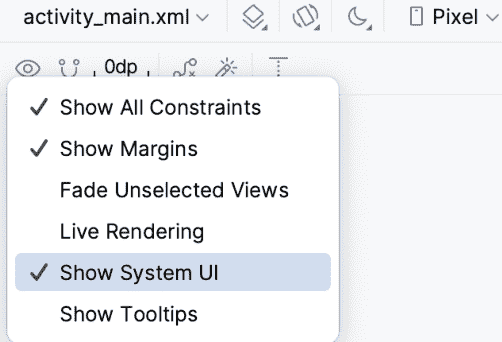 activity_main.xml Pixel
0dp
Show All Constraints
Show Margins
Fade Unselected Views
Live Rendering
Show System UI
Show Tooltips